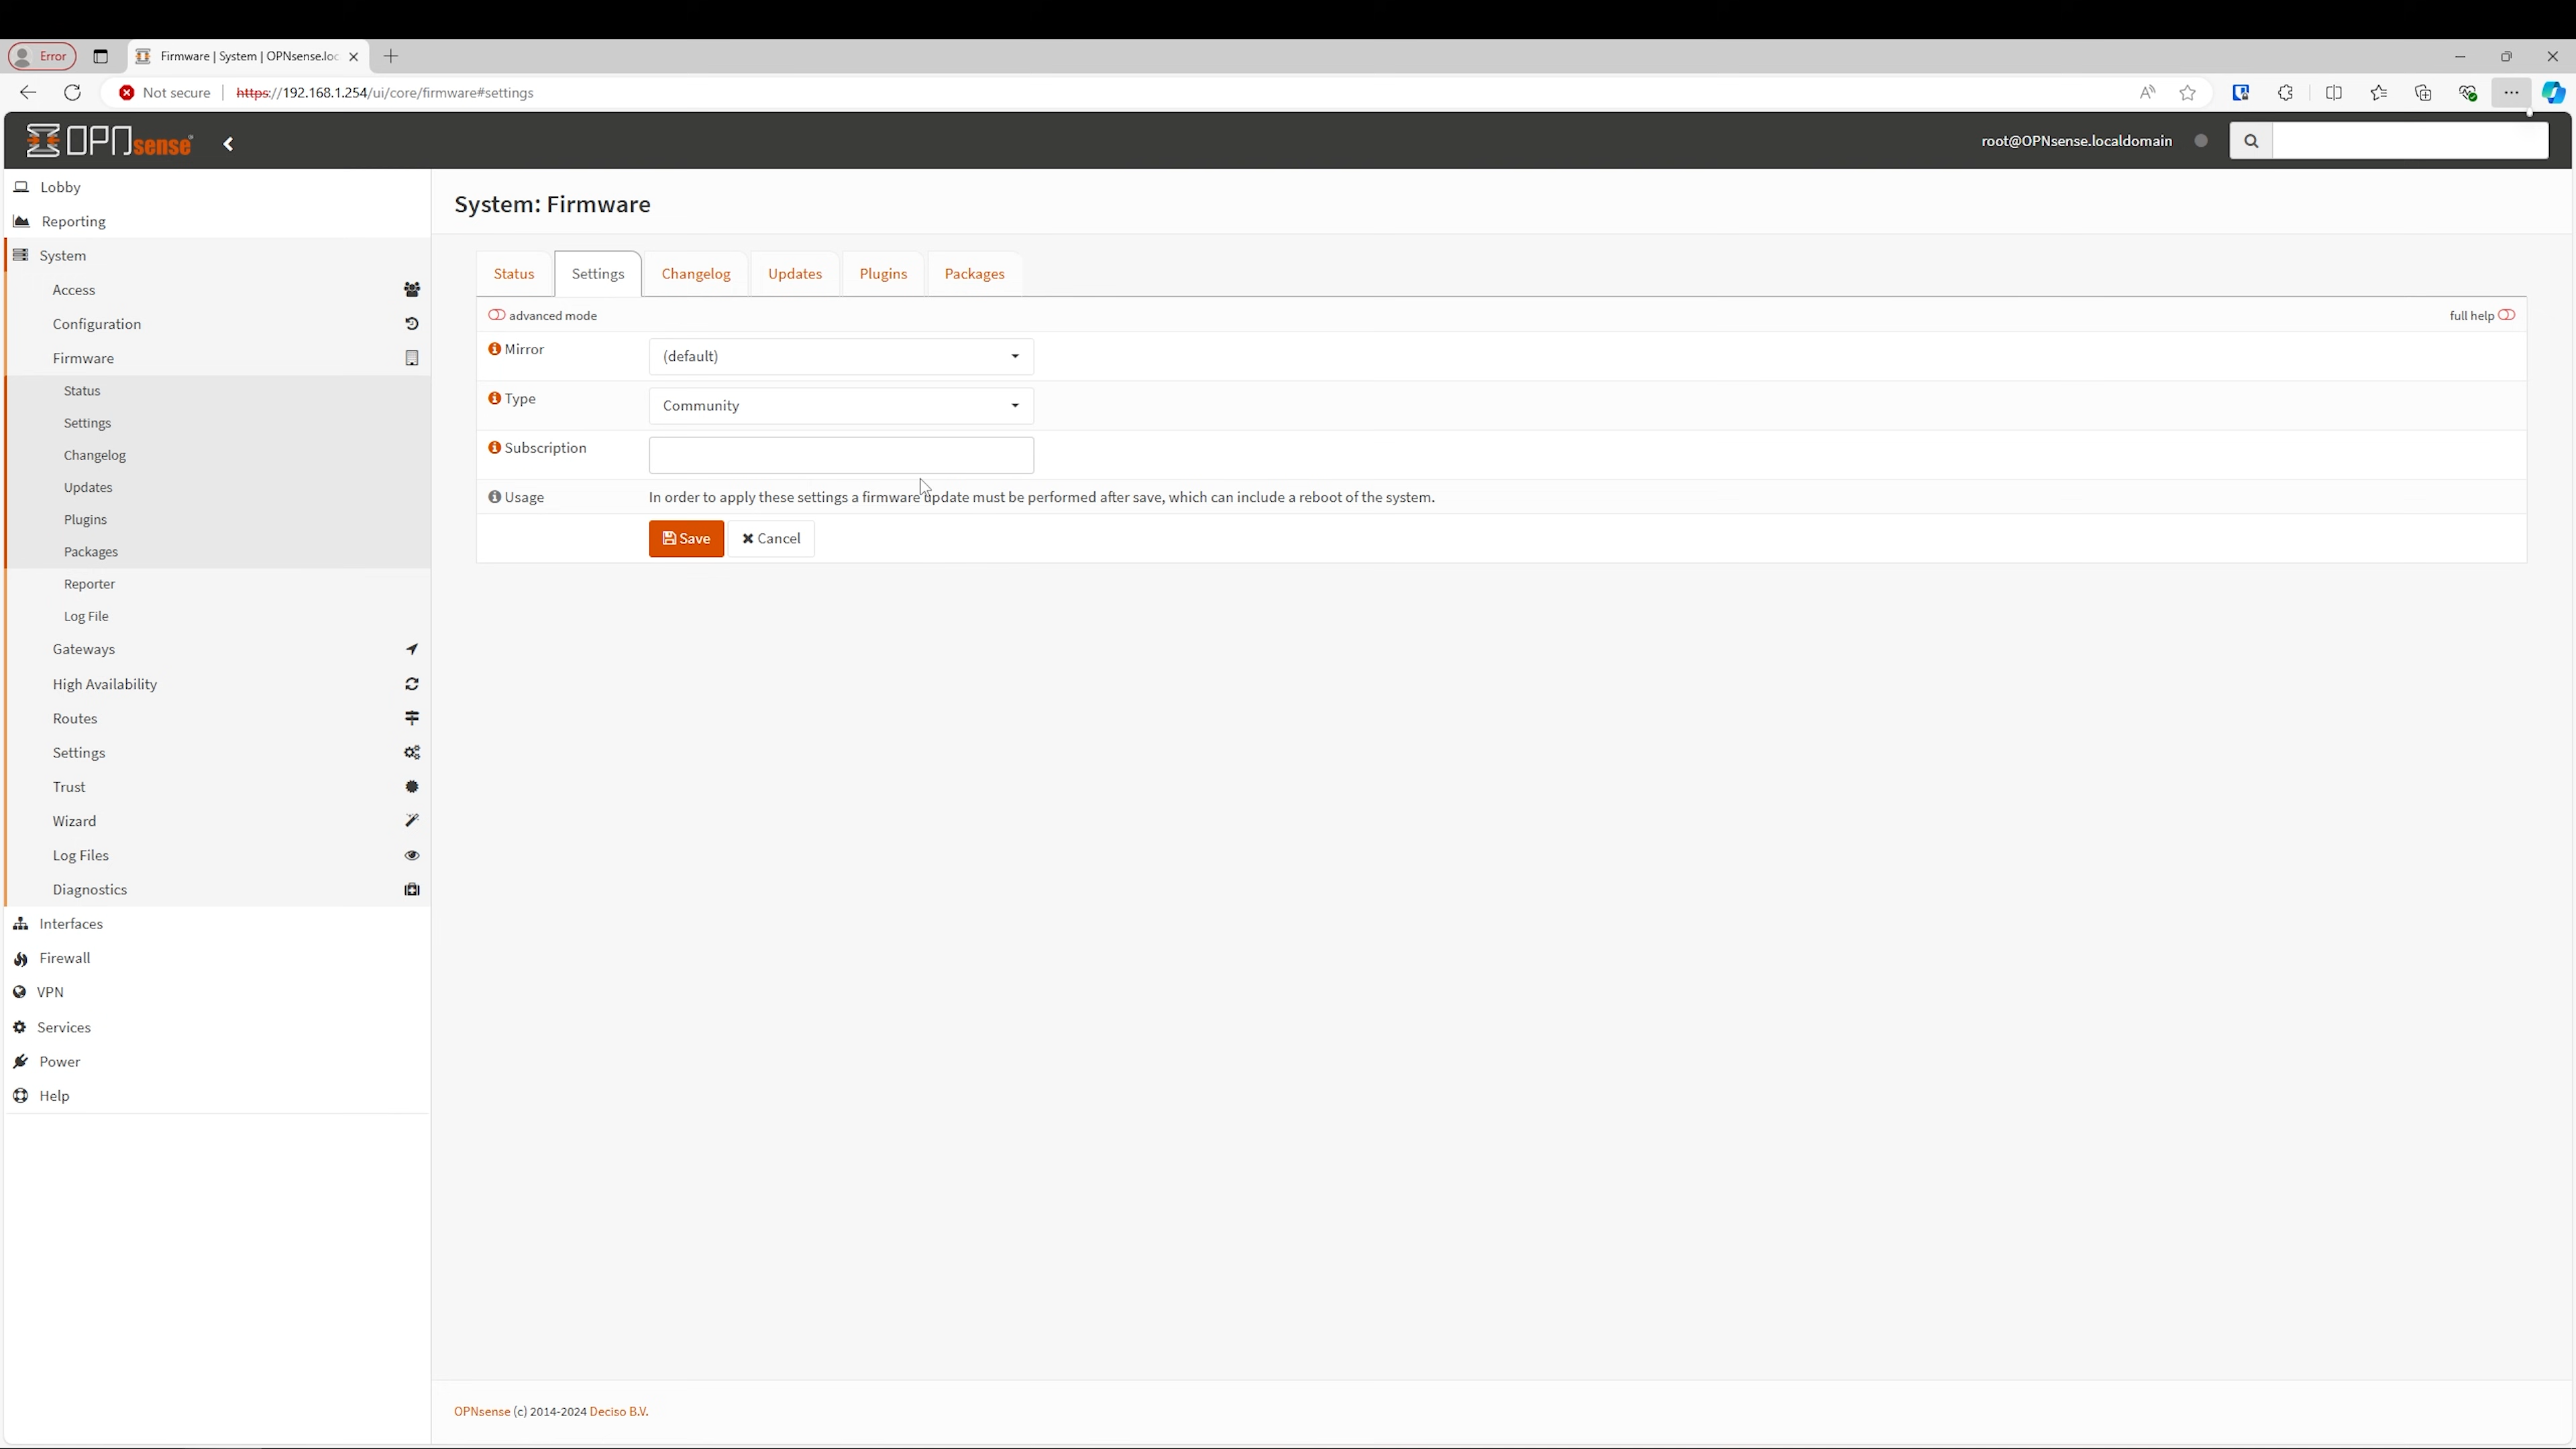 Error
Firmware | System | OPNsense.loc
Not secure
https://192.168.1.254/ui/core/firmware#settings
OPNsense
root@OPNsense.localdomain
Lobby
Reporting
System
Access
Configuration
Firmware
Status
Settings
Changelog
Updates
Plugins
Packages
Reporter
Log File
Gateways
High Availability
Routes
Settings
Trust
Wizard
Log Files
Diagnostics
Interfaces
Firewall
VPN
Services
Power
Help
System: Firmware
Status Settings Changelog Updates Plugins Packages
advanced mode full help
Mirror (default)
Type Community
Subscription
Usage In order to apply these settings a firmware update must be performed after save, which can include a reboot of the system.
Save Cancel
OPNsense (c) 2014-2024 Deciso B.V.